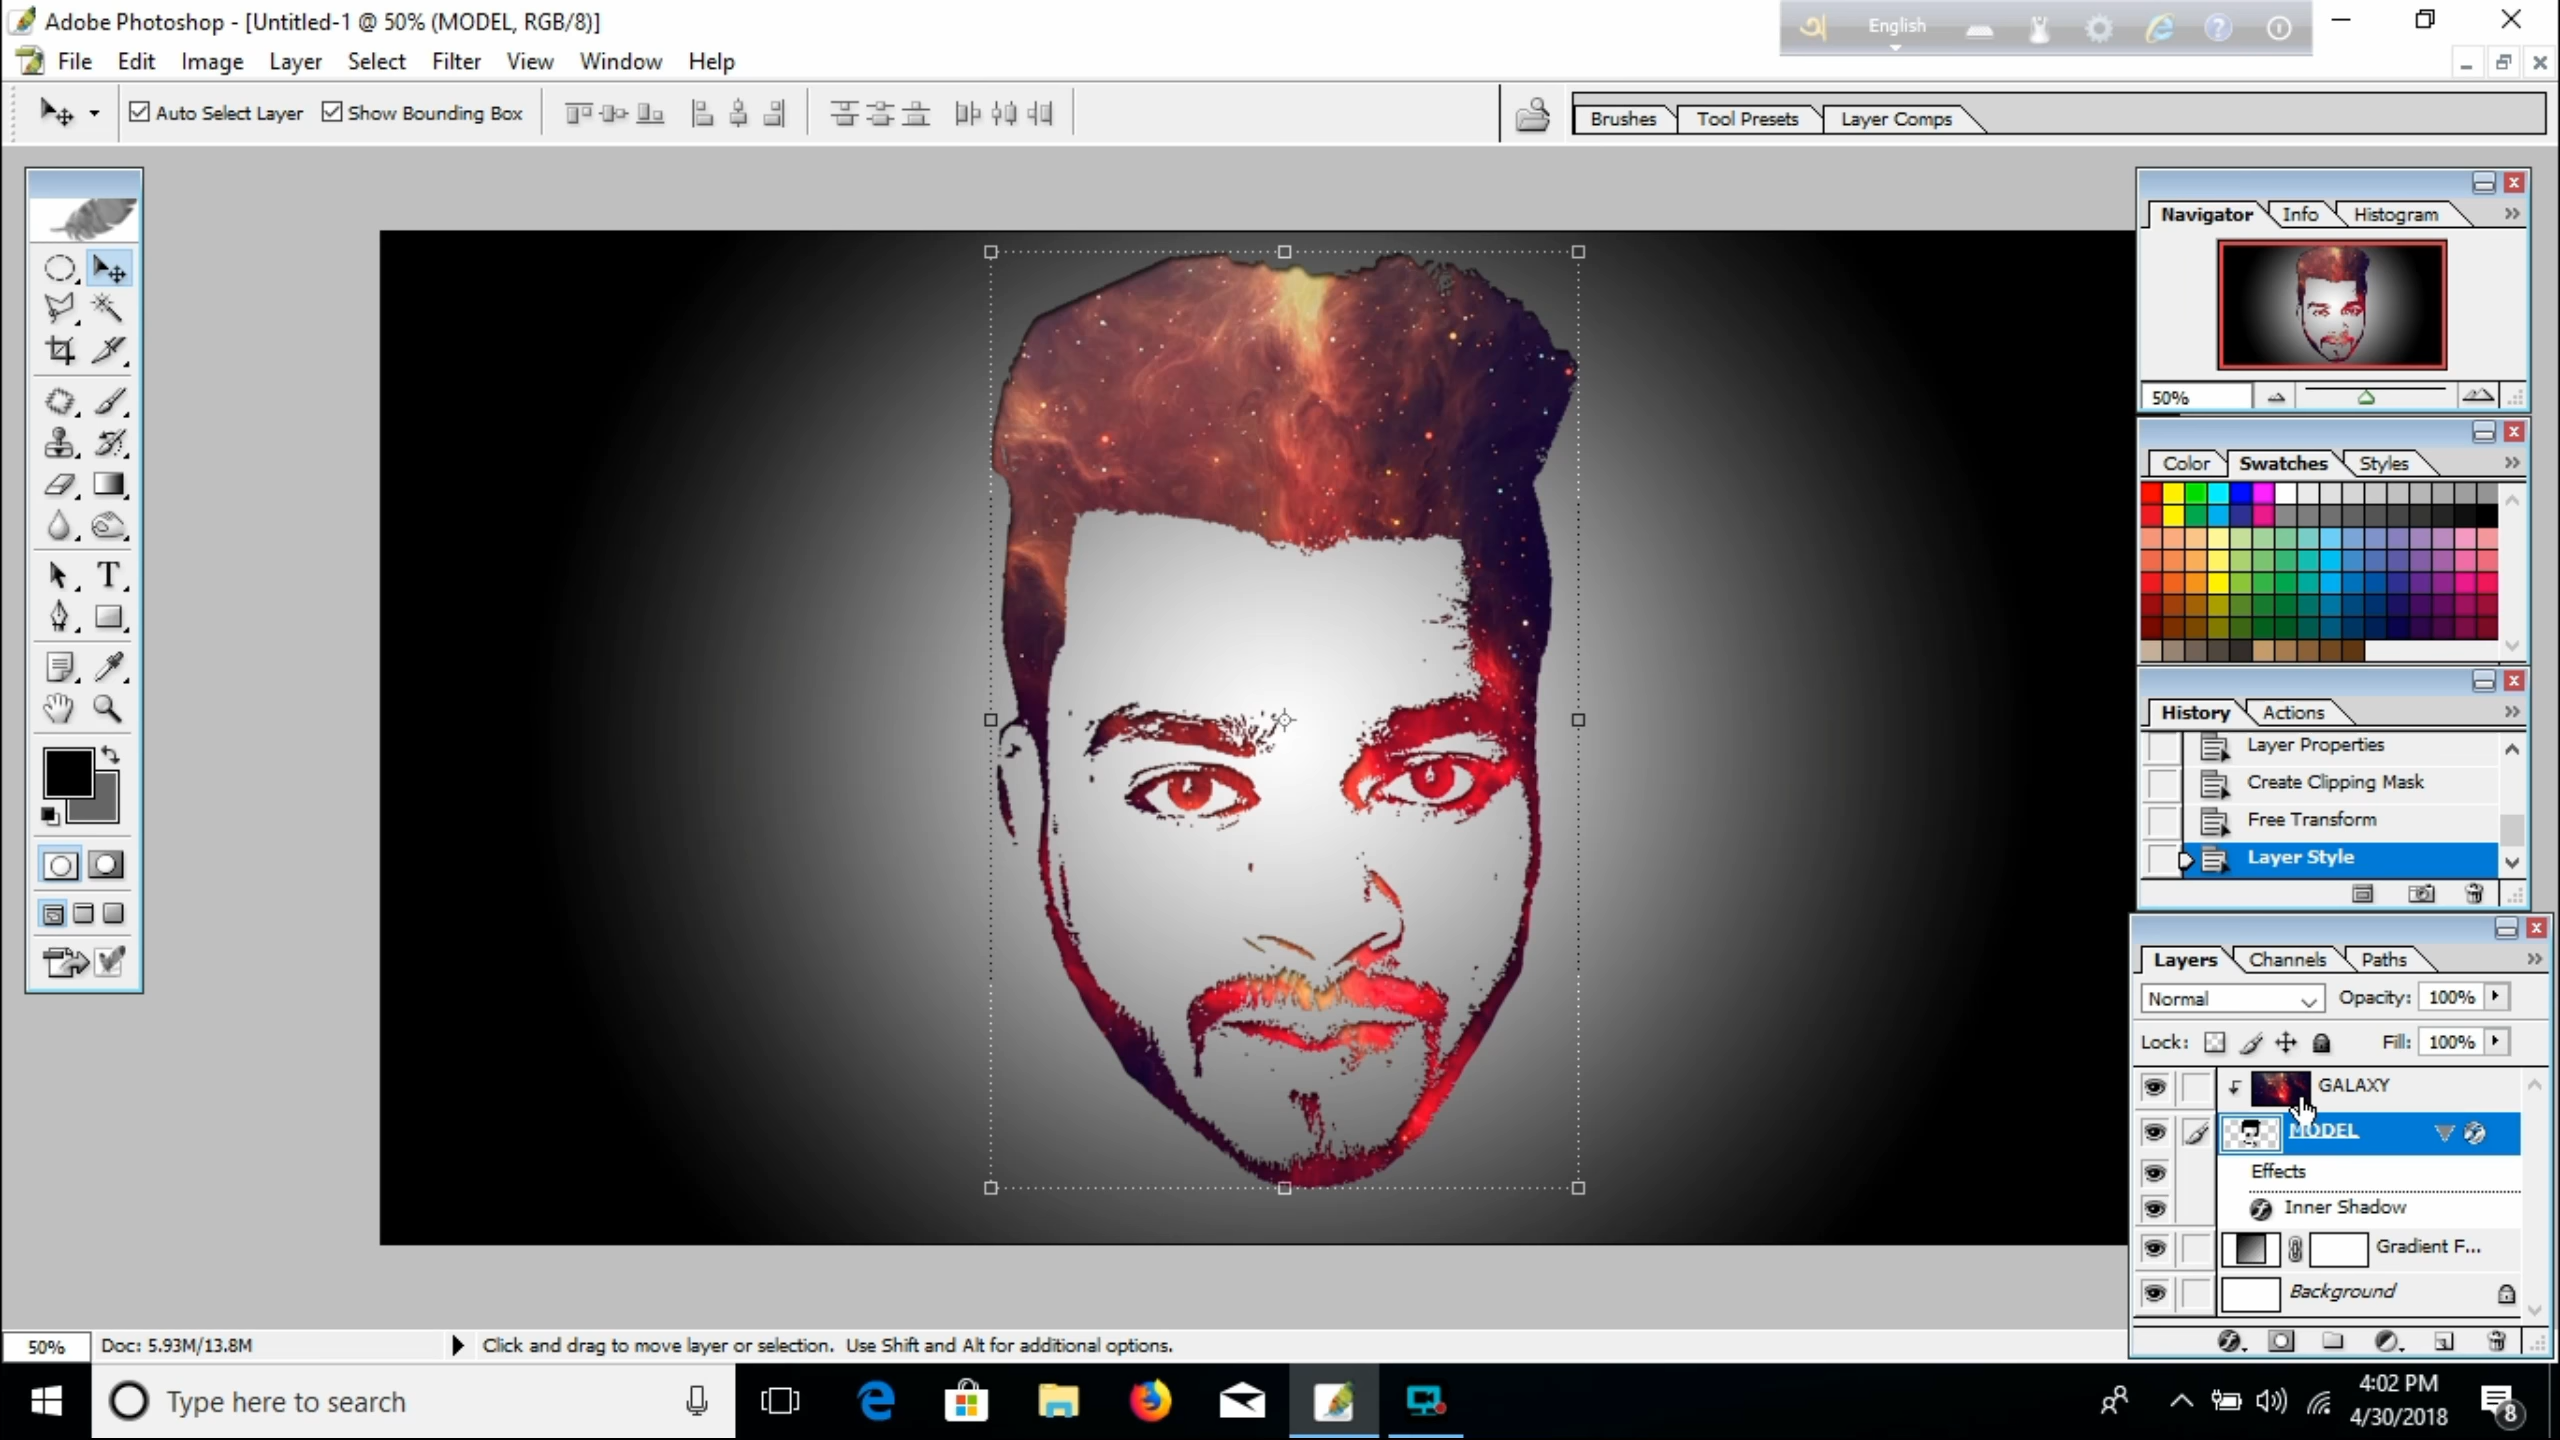 Adobe Photoshop - [Untitled-1 @ 50% (MODEL, RGB/8)]
অ English
File Edit Image Layer Select Filter View Window Help
Auto Select Layer Show Bounding Box
Brushes Tool Presets Layer Comps
Navigator Info Histogram
50%
Color Swatches Styles
History Actions
Layer Properties
Create Clipping Mask
Free Transform
Layer Style
Layers Channels Paths
Normal Opacity: 100%
Lock: Fill: 100%
GALAXY
MODEL
Effects
Inner Shadow
Gradient F...
Background
50% Doc: 5.93M/13.8M Click and drag to move layer or selection. Use Shift and Alt for additional options.
Type here to search
4:02 PM
4/30/2018
8